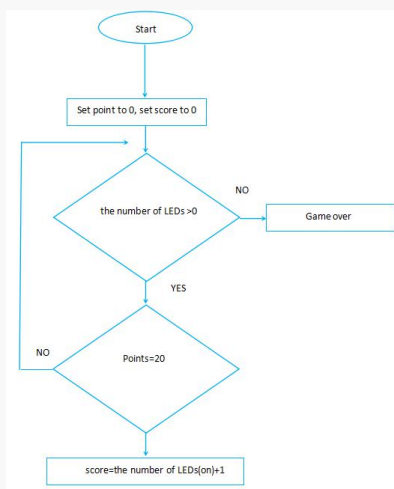 Start
Set point to 0, set score to 0
the number of LEDs >0
NO
Game over
YES
NO
Points=20
score=the number of LEDs(on)+1